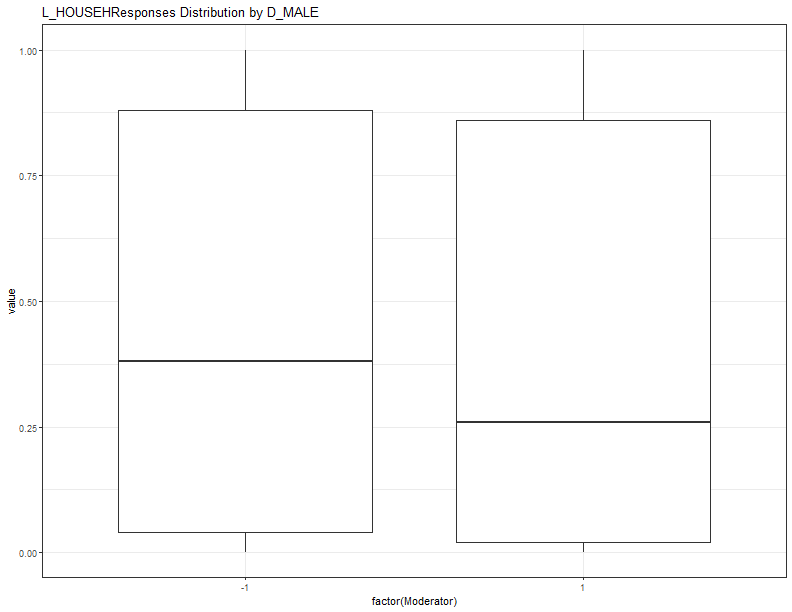 L_HOUSEHResponses Distribution by D_MALE
1.00
0.75
0.50
0.25
0.00
value
-1
1
factor(Moderator)